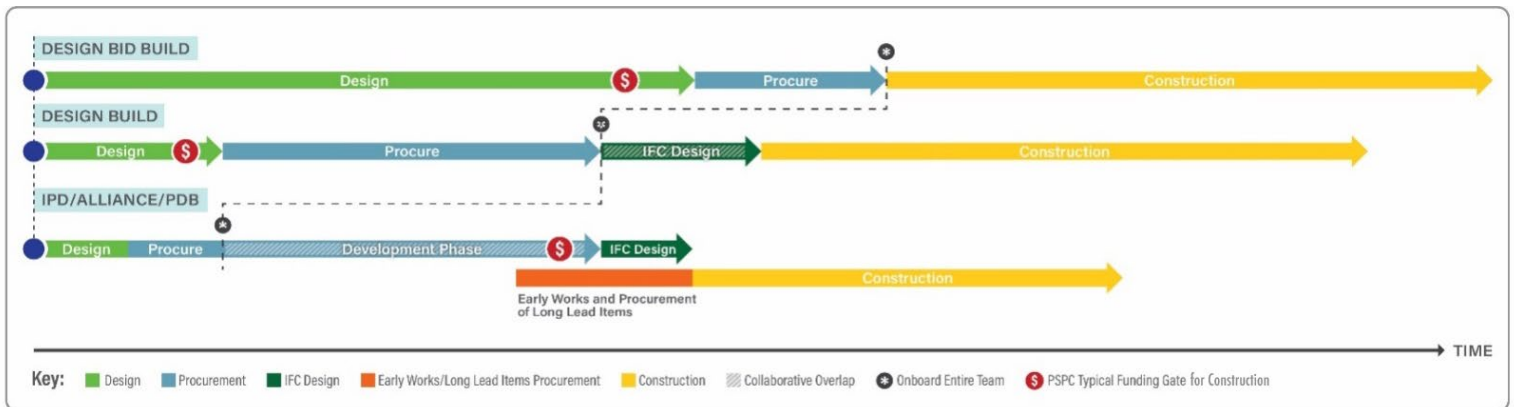 DESIGN BID BUILD
Design
$
Procure
Construction
DESIGN BUILD
Design
$
Procure
IFC Design
Construction
IPD/ALLIANCE/PDB
Design
Procure
Development Phase
$
IFC Design
Construction
Early Works and Procurement
of Long Lead Items
TIME
Key:
Design
Procurement
IFC Design
Early Works/Long Lead Items Procurement
Construction
Collaborative Overlap
Onboard Entire Team
$
PSPC Typical Funding Gate for Construction